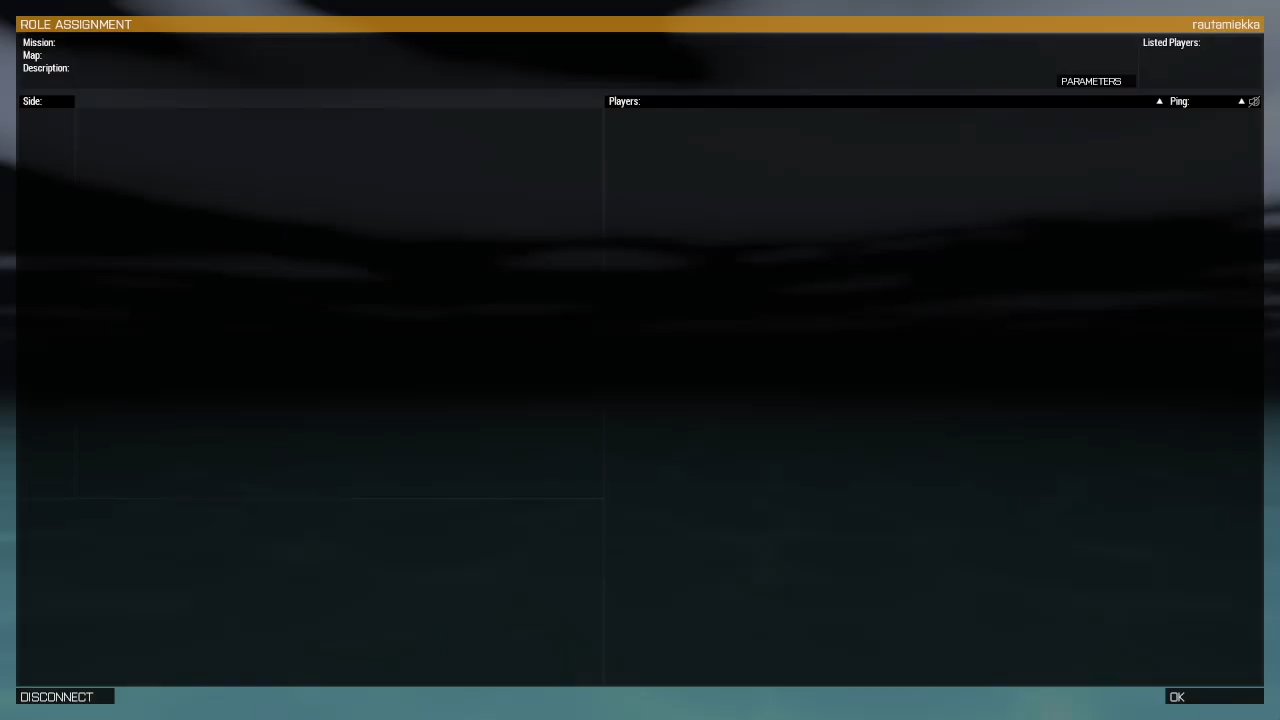 ROLE ASSIGNMENT
rautamiekka
Mission:
Map:
Description:
Listed Players:
PARAMETERS
Side:
Players:
Ping:
DISCONNECT
OK